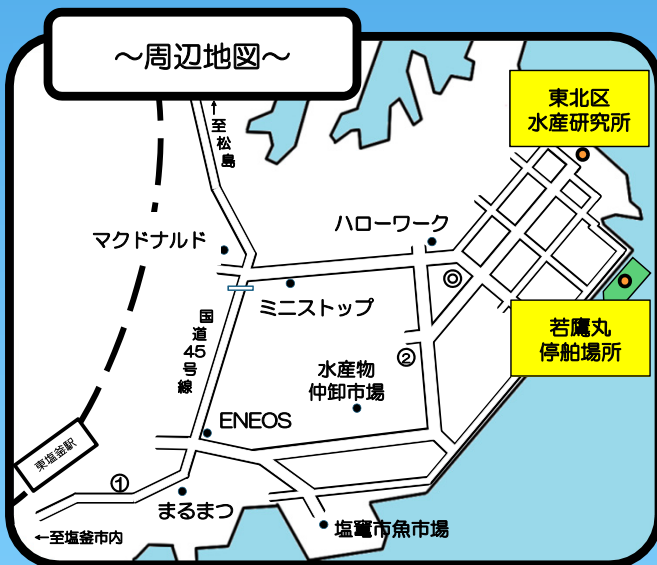 ～周辺地図～
↑至松島
東北区
水産研究所
マクドナルド
ハローワーク
◎
ミニストップ
国道45号線
若鷹丸
停舶場所
②
水産物
仲卸市場
ENEOS
東塩釜駅
①
まるまつ
塩竈市魚市場
←至塩釜市内